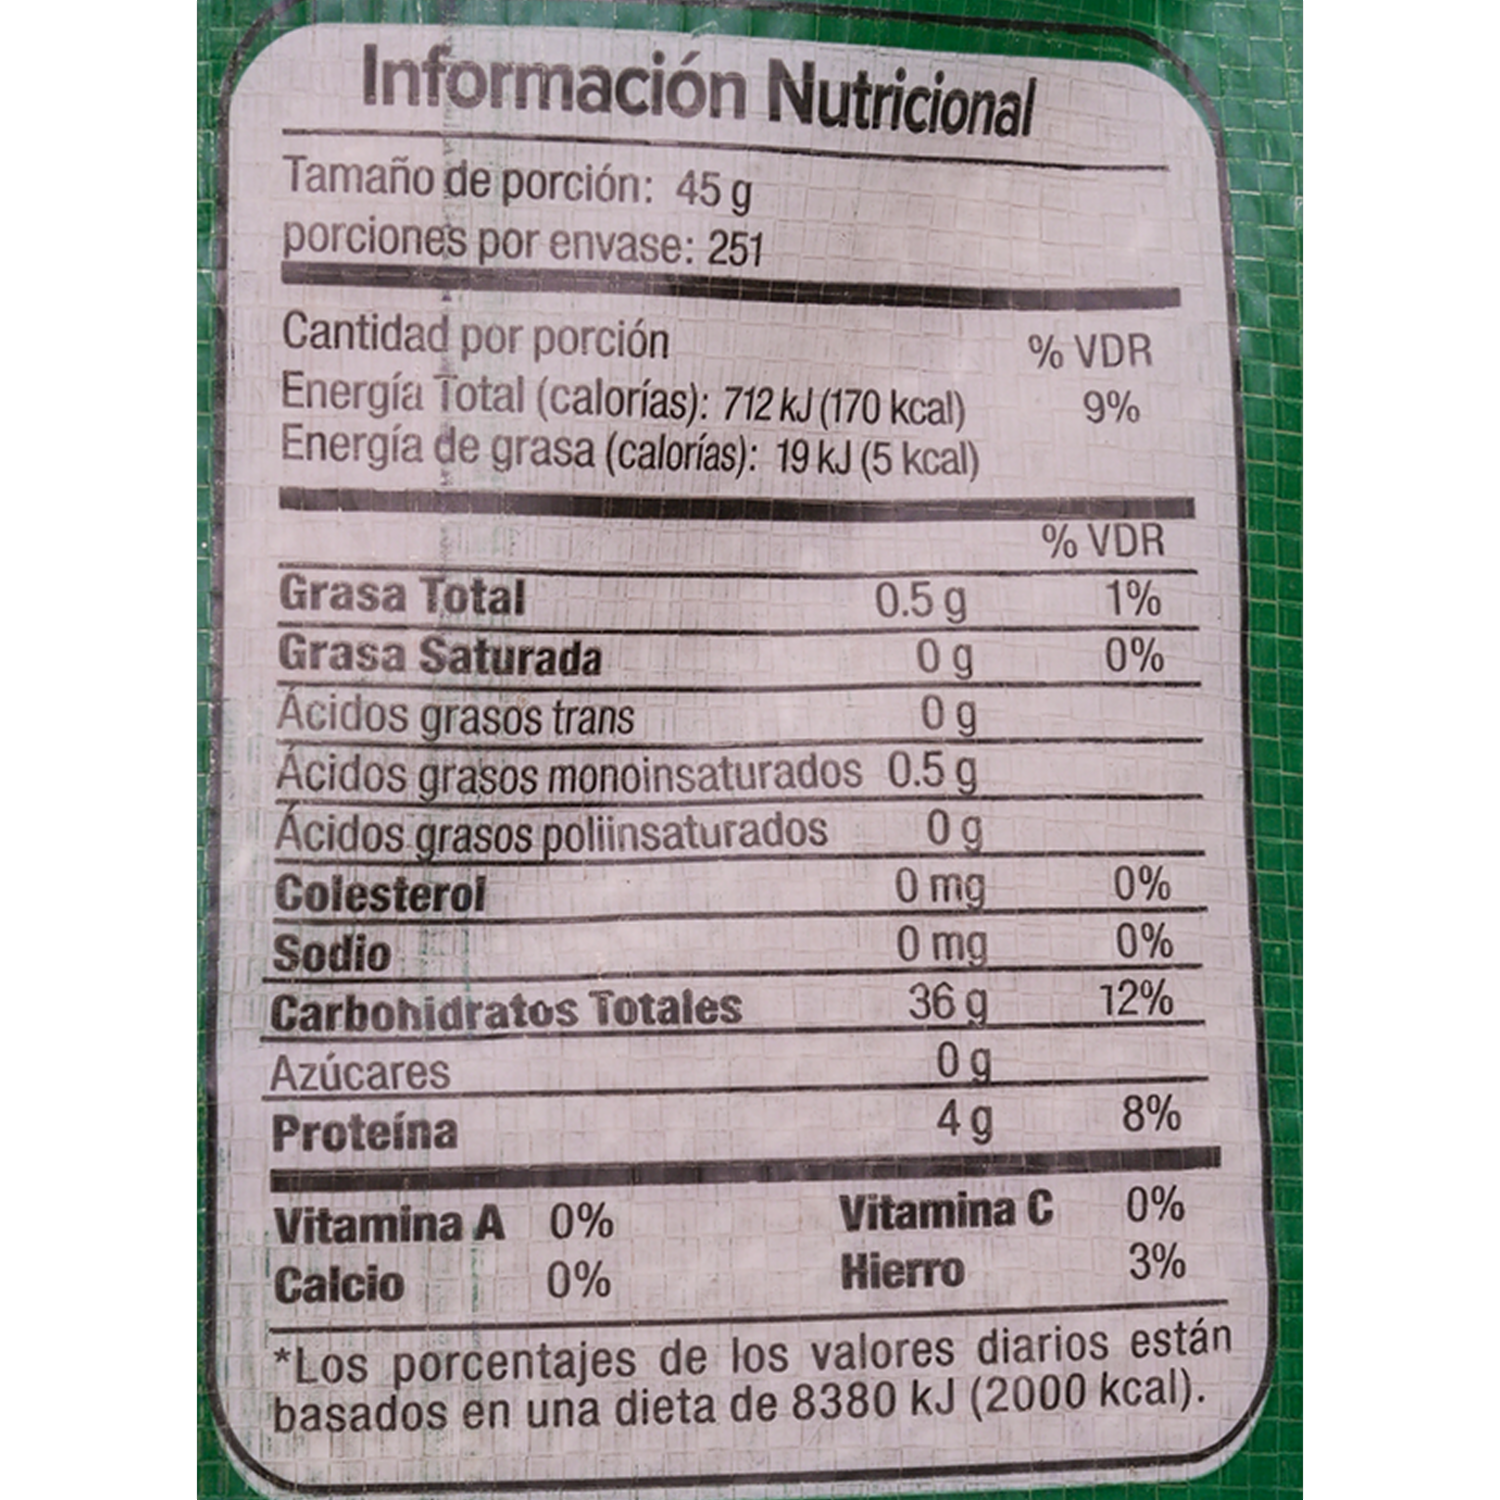 Información Nutricional
Tamaño de porción: 45 g
porciones por envase: 251
Cantidad por porción % VDR
Energía Total (calorías): 712 kJ (170 kcal) 9%
Energía de grasa (calorías): 19 kJ (5 kcal)
% VDR
Grasa Total 0.5 g 1%
Grasa Saturada 0 g 0%
Ácidos grasos trans 0 g
Ácidos grasos monoinsaturados 0.5 g
Ácidos grasos poliinsaturados 0 g
Colesterol 0 mg 0%
Sodio 0 mg 0%
Carbohidratos Totales 36 g 12%
Azúcares 0 g
Proteína 4 g 8%
Vitamina A 0% Vitamina C 0%
Calcio 0% Hierro 3%
*Los porcentajes de los valores diarios están
basados en una dieta de 8380 kJ (2000 kcal).